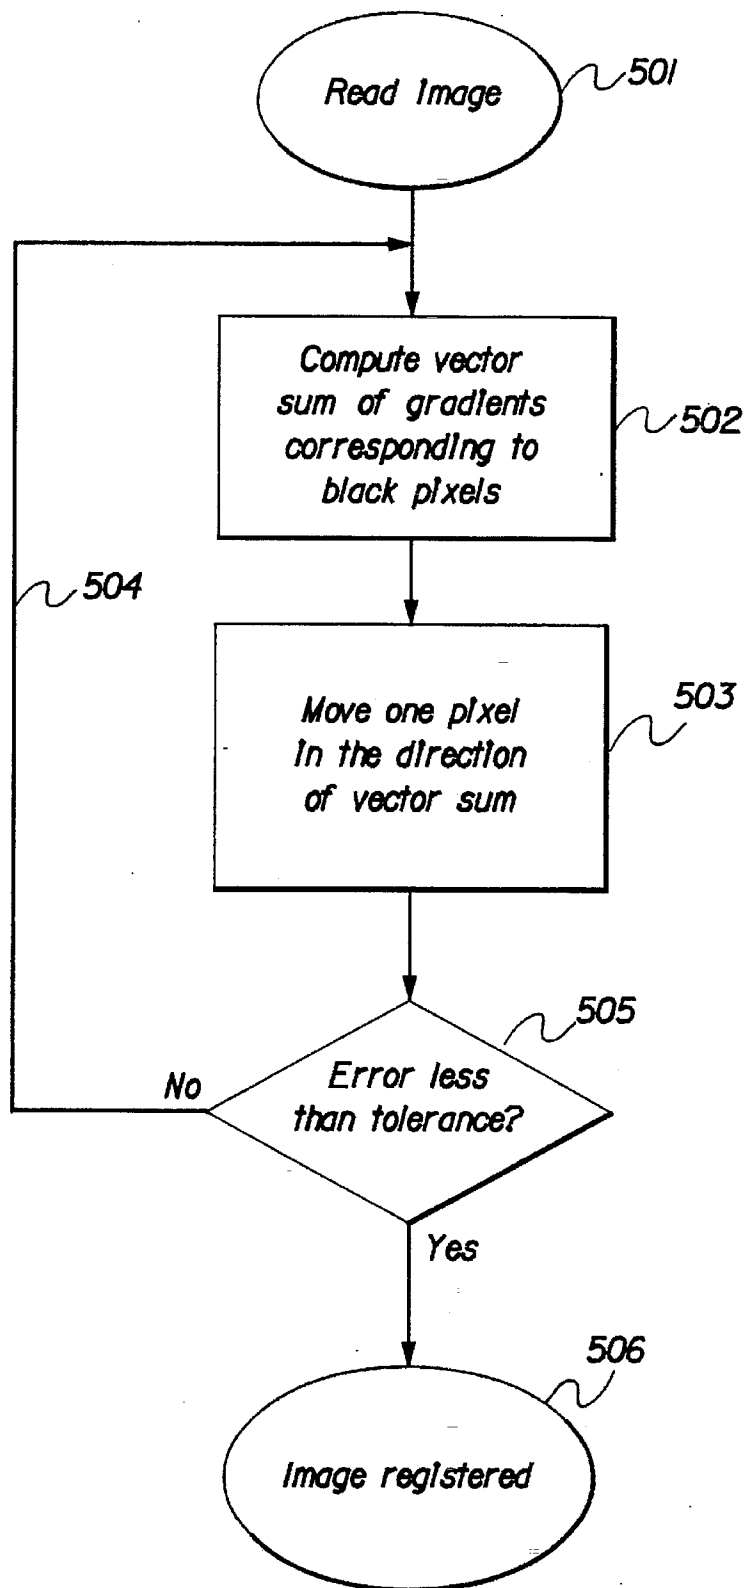 Read Image
501
Compute vector
sum of gradients
corresponding to
black pixels
502
504
Move one pixel
in the direction
of vector sum
503
505
Error less
than tolerance?
No
Yes
506
Image registered